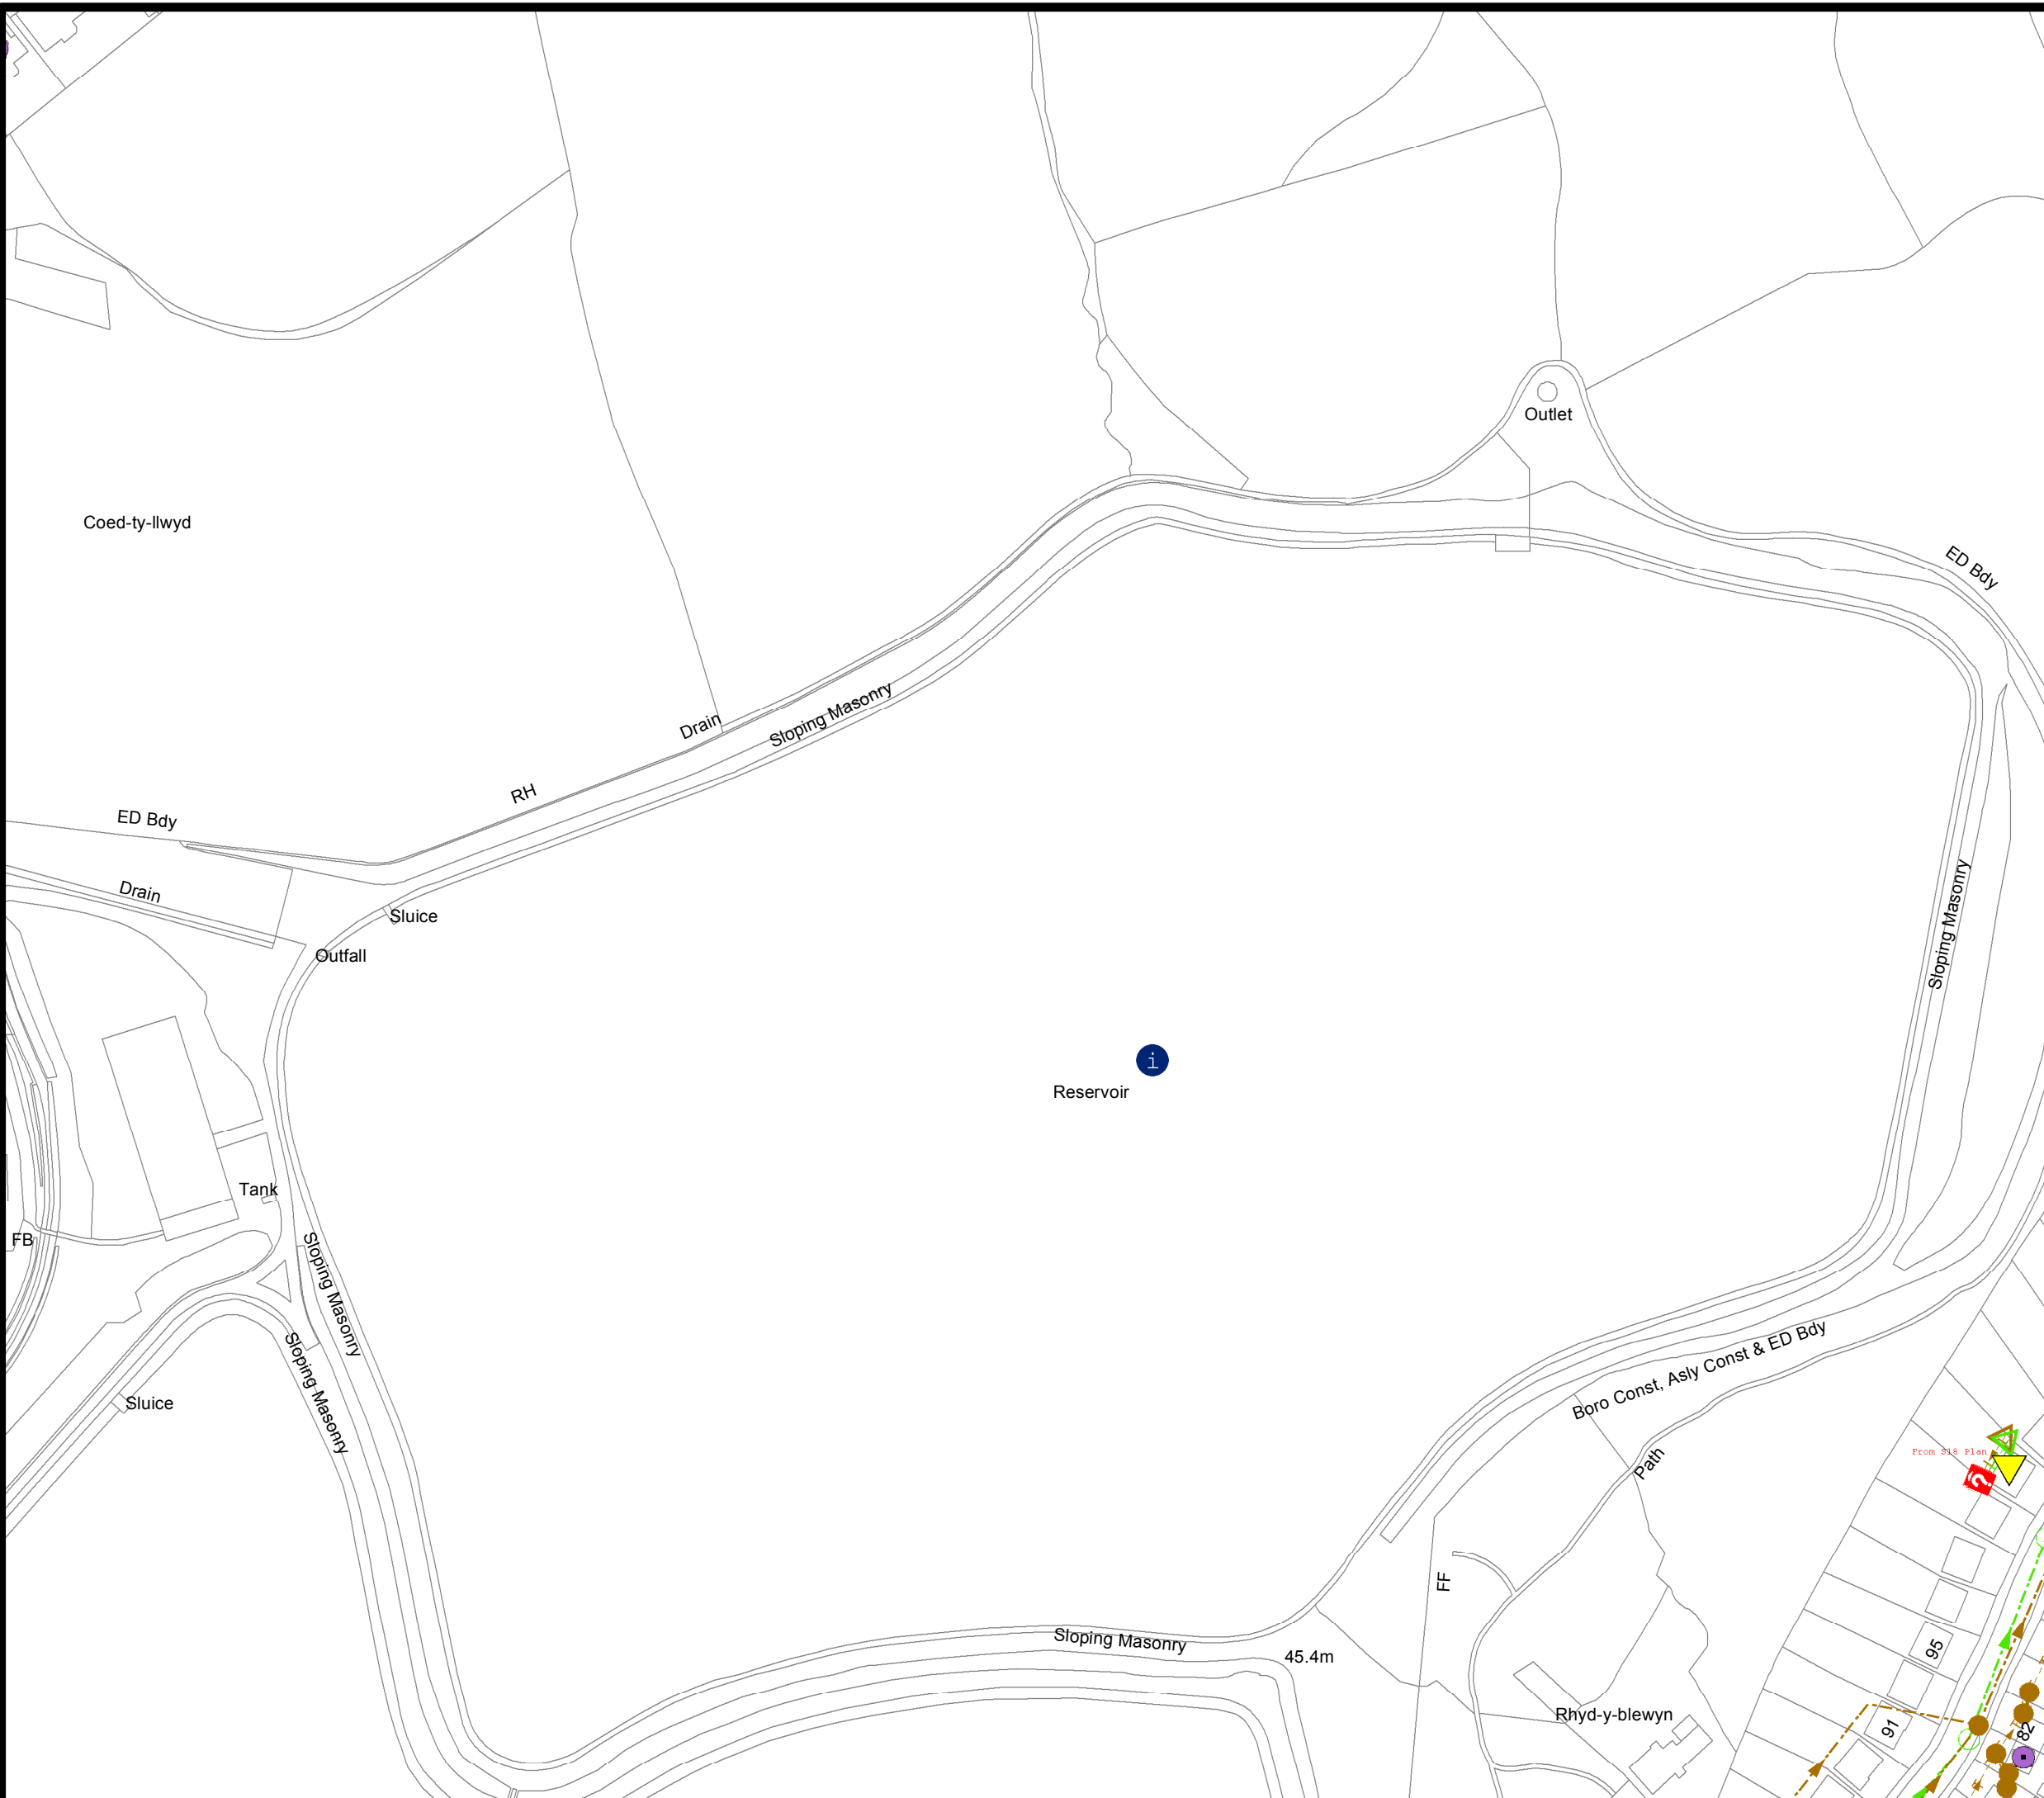 Outlet
Coed-ty-llwyd
ED Bdy
Drain
Sloping Masonry
RH
ED Bdy
Drain
Sluice
Outfall
Sloping Masonry
i
Reservoir
Tank
FB
Sloping Masonry
Sloping Masonry
Sluice
Boro Const, Asly Const & ED Bdy
Path
From S18 Plan
?
FF
Sloping Masonry
45.4m
95
Rhyd-y-blewyn
91
82